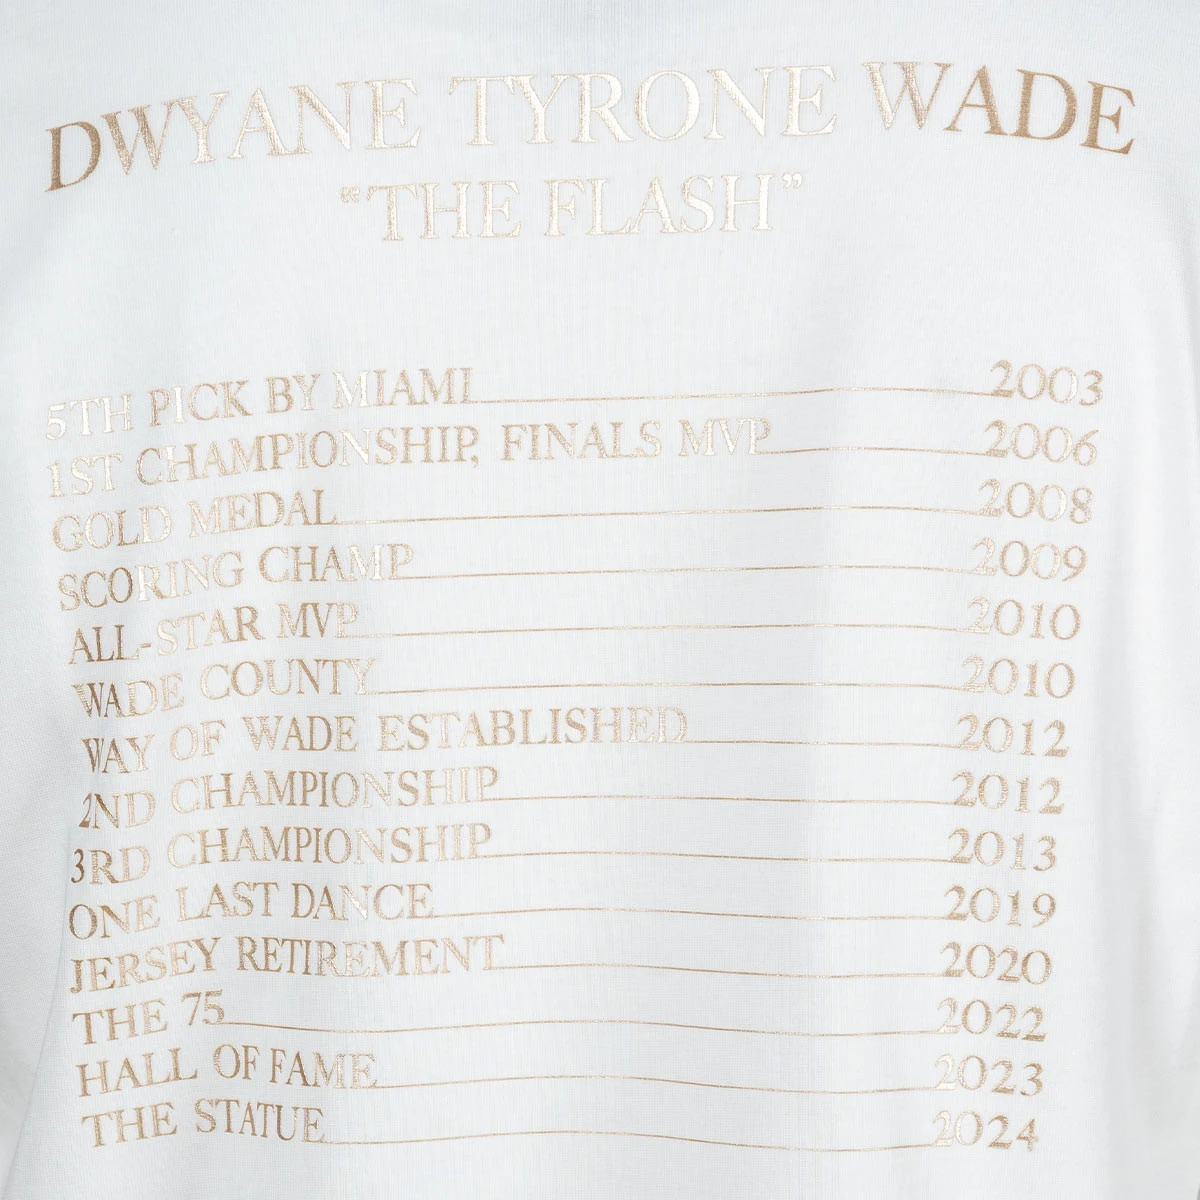 DWYANE TYRONE WADE
“THE FLASH”
5TH PICK BY MIAMI 2003
1ST CHAMPIONSHIP, FINALS MVP 2006
GOLD MEDAL 2008
SCORING CHAMP 2009
ALL-STAR MVP 2010
WADE COUNTY 2010
WAY OF WADE ESTABLISHED 2012
2ND CHAMPIONSHIP 2012
3RD CHAMPIONSHIP 2013
ONE LAST DANCE 2019
JERSEY RETIREMENT 2020
THE 75 2022
HALL OF FAME 2023
THE STATUE 2024